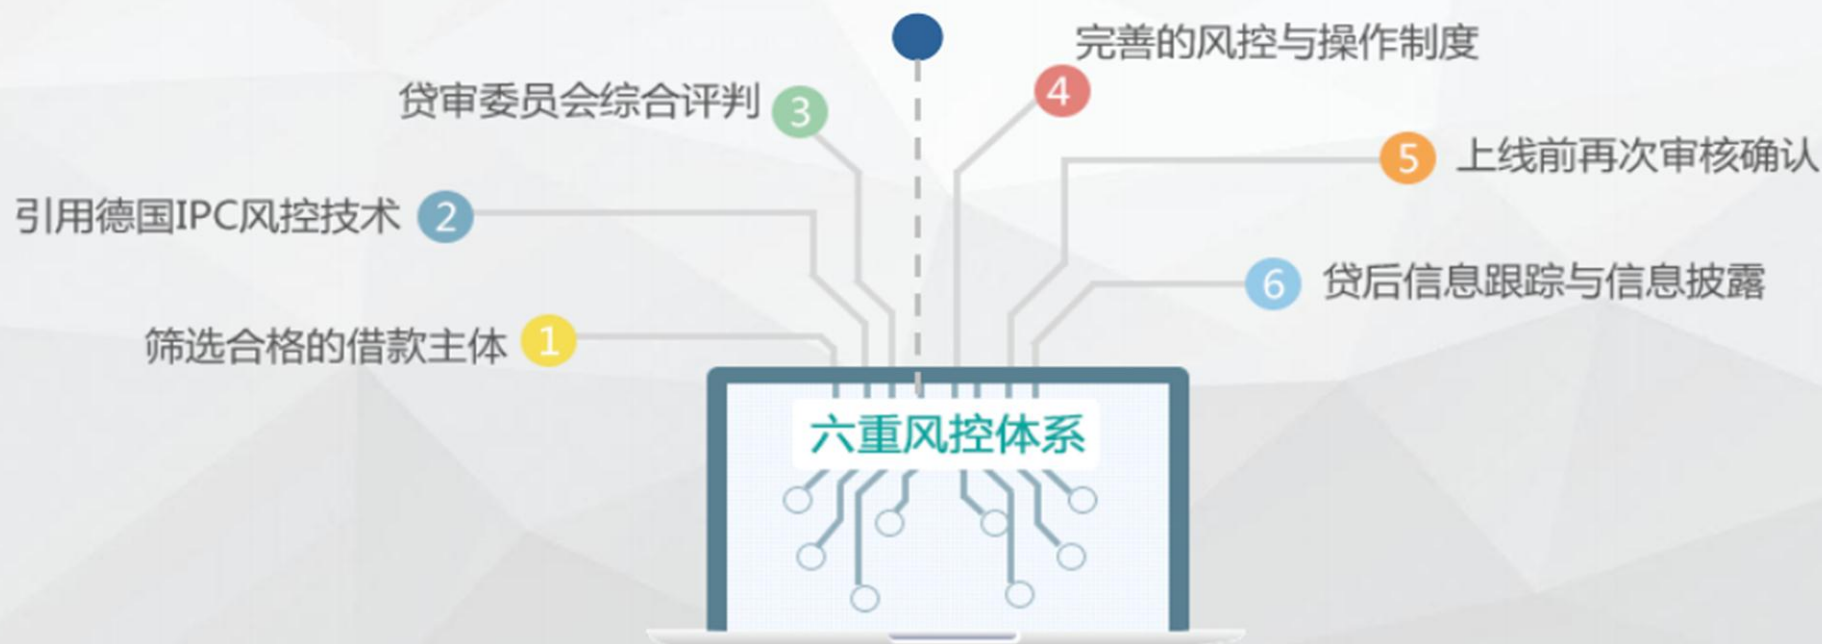 完善的风控与操作制度
4
贷审委员会综合评判 3
5 上线前再次审核确认
引用德国IPC风控技术 2
6 贷后信息跟踪与信息披露
筛选合格的借款主体 1
六重风控体系